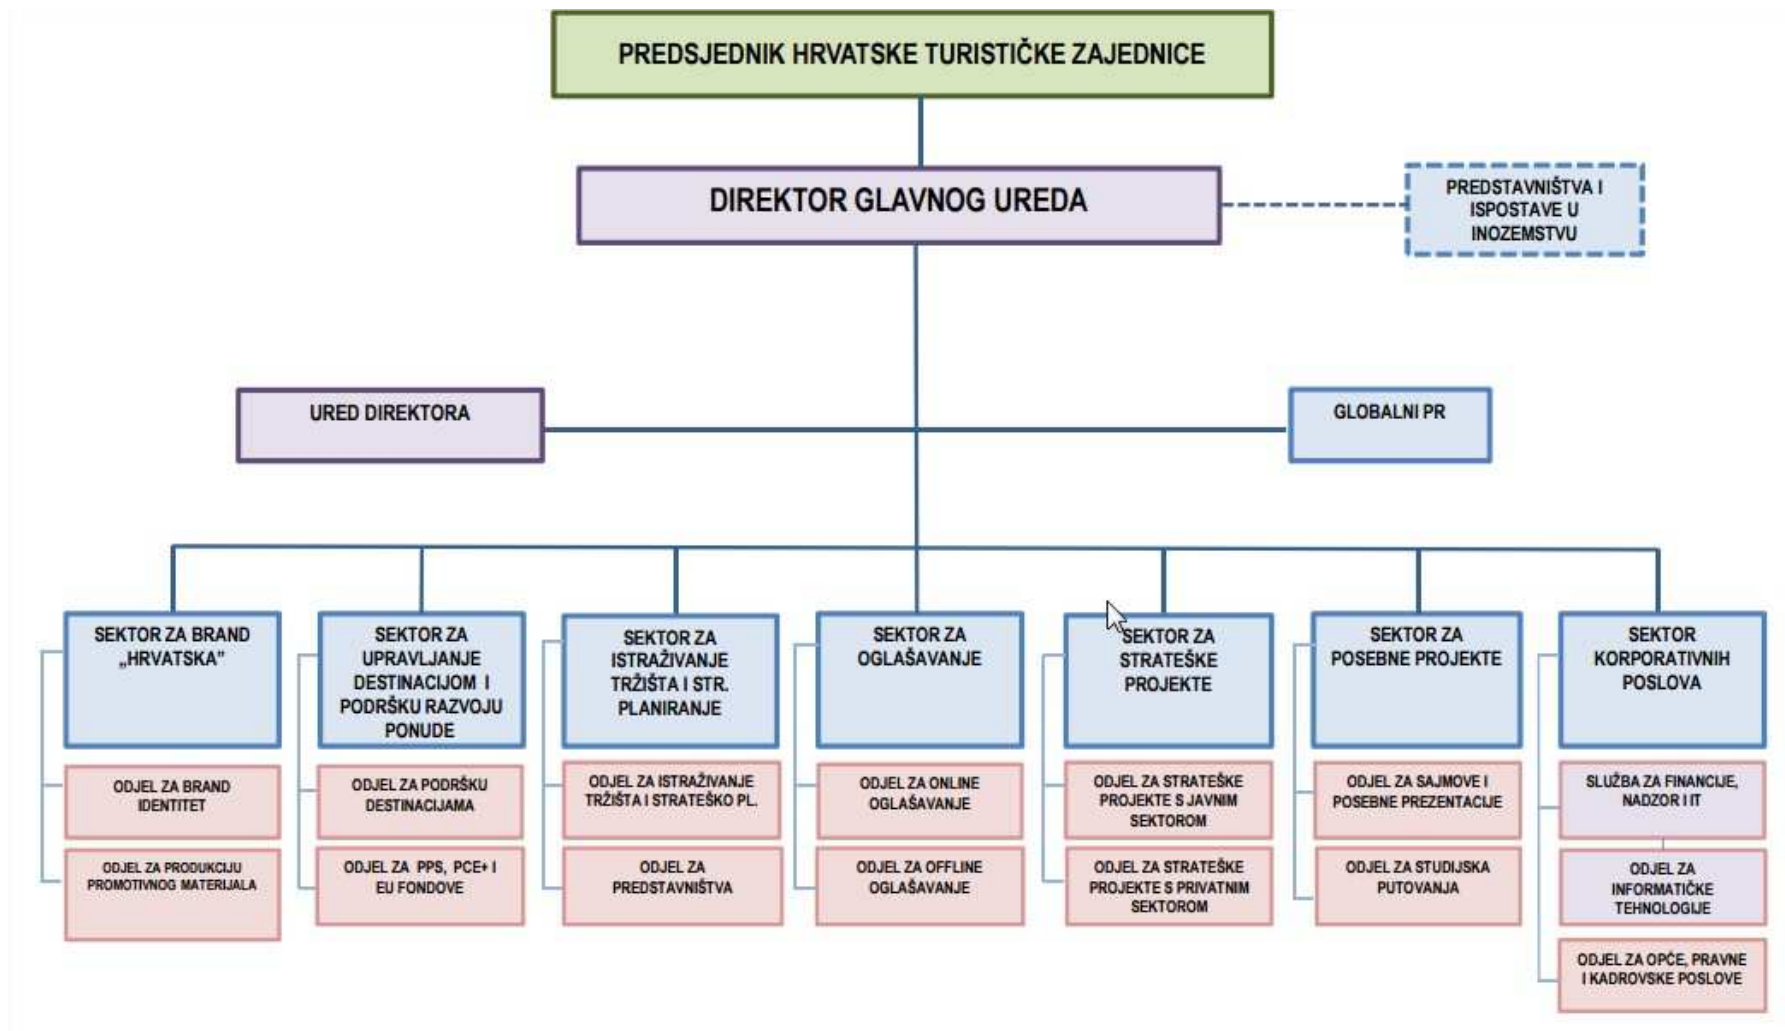 PREDSJEDNIK HRVATSKE TURISTIČKE ZAJEDNICE
DIREKTOR GLAVNOG UREDA
PREDSTAVNIŠTVA I
ISPOSTAVE U
INOZEMSTVU
URED DIREKTORA
GLOBALNI PR
SEKTOR ZA BRAND
„HRVATSKA”
ODJEL ZA BRAND
IDENTITET
ODJEL ZA PRODUKCIJU
PROMOTIVNOG MATERIJALA
SEKTOR ZA
UPRAVLJANJE
DESTINACIJOM I
PODRŠKU RAZVOJU
PONUDE
ODJEL ZA PODRŠKU
DESTINACIJAMA
ODJEL ZA PPS, PCE+ I
EU FONDOVE
SEKTOR ZA
ISTRAŽIVANJE
TRŽIŠTA I STR.
PLANIRANJE
ODJEL ZA ISTRAŽIVANJE
TRŽIŠTA I STRATEŠKO PL.
ODJEL ZA
PREDSTAVNIŠTVA
SEKTOR ZA
OGLAŠAVANJE
ODJEL ZA ONLINE
OGLAŠAVANJE
ODJEL ZA OFFLINE
OGLAŠAVANJE
SEKTOR ZA
STRATEŠKE
PROJEKTE
ODJEL ZA STRATEŠKE
PROJEKTE S JAVNIM
SEKTOROM
ODJEL ZA STRATEŠKE
PROJEKTE S PRIVATNIM
SEKTOROM
SEKTOR ZA
POSEBNE PROJEKTE
ODJEL ZA SAJMOVE I
POSEBNE PREZENTACIJE
ODJEL ZA STUDIJSKA
PUTOVANJA
SEKTOR
KORPORATIVNIH
POSLOVA
SLUŽBA ZA FINANCIJE,
NADZOR I IT
ODJEL ZA
INFORMATIČKE
TEHNOLOGIJE
ODJEL ZA OPĆE, PRAVNE
I KADROVSKE POSLOVE